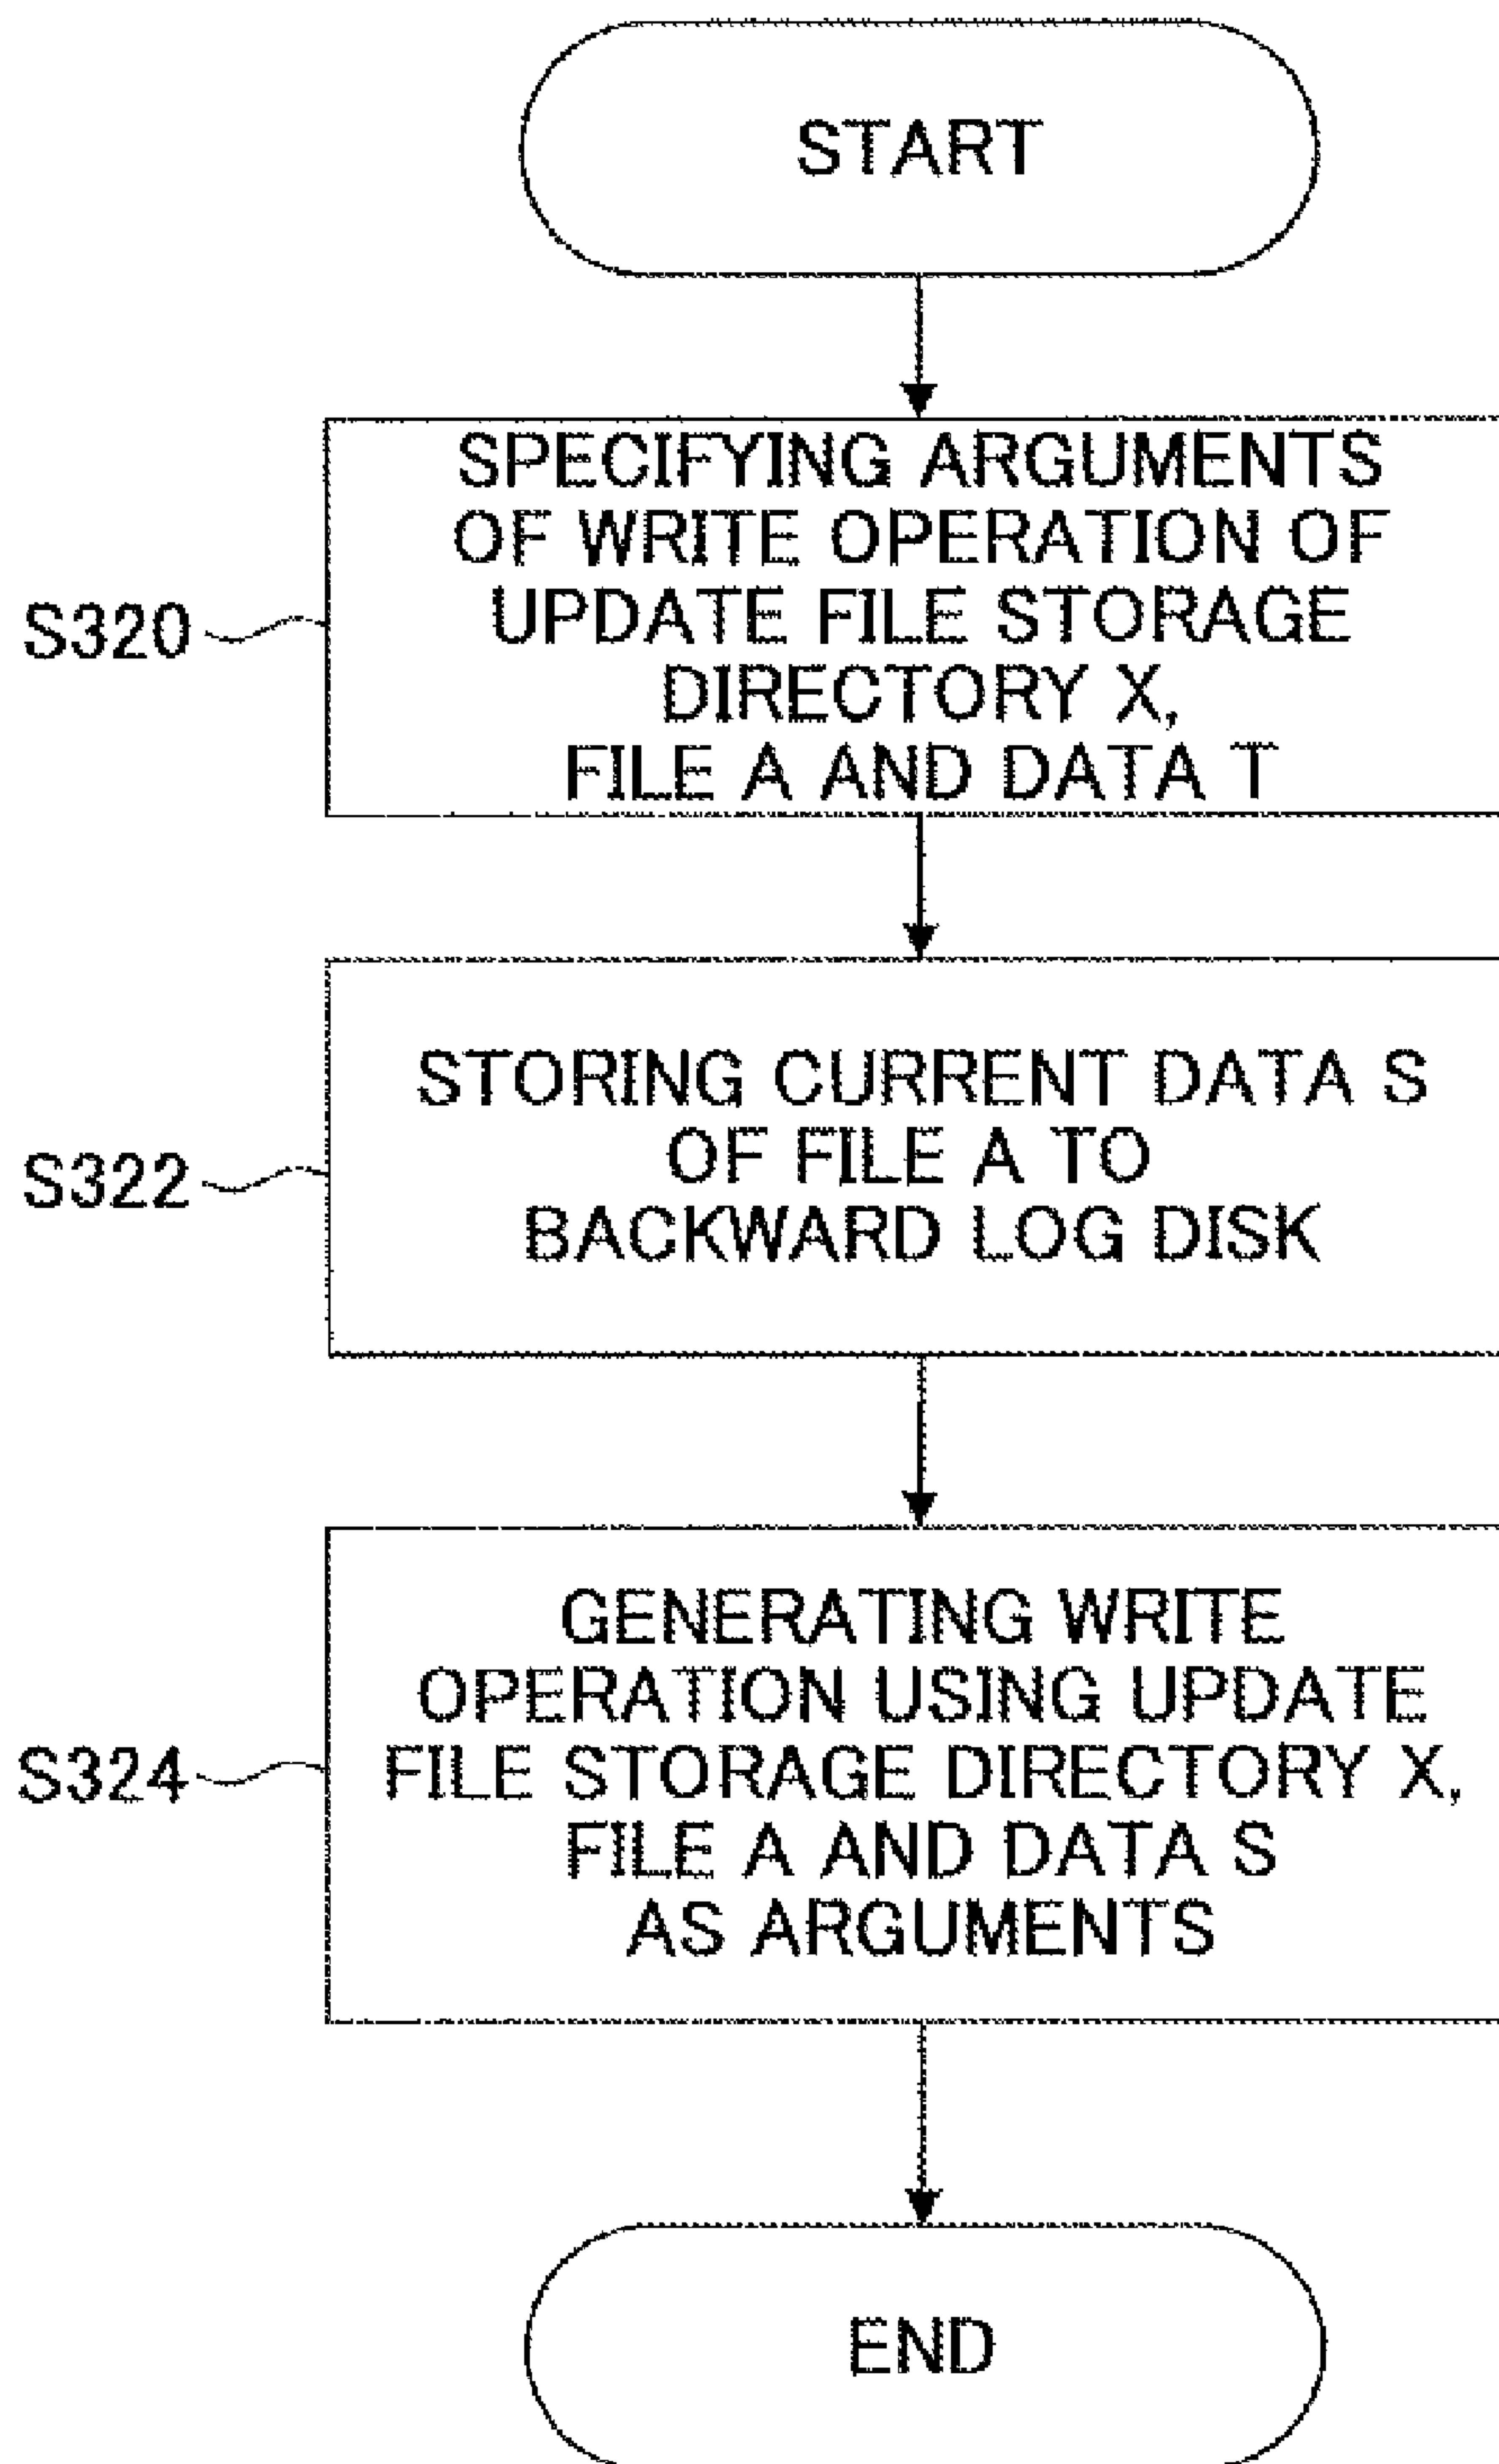 START
SPECIFYING ARGUMENTS
OF WRITE OPERATION OF
UPDATE FILE STORAGE
DIRECTORY X,
FILE A AND DATA T
S320
STORING CURRENT DATA S
OF FILE A TO
BACKWARD LOG DISK
S322
GENERATING WRITE
OPERATION USING UPDATE
FILE STORAGE DIRECTORY X,
FILE A AND DATA S
AS ARGUMENTS
S324
END